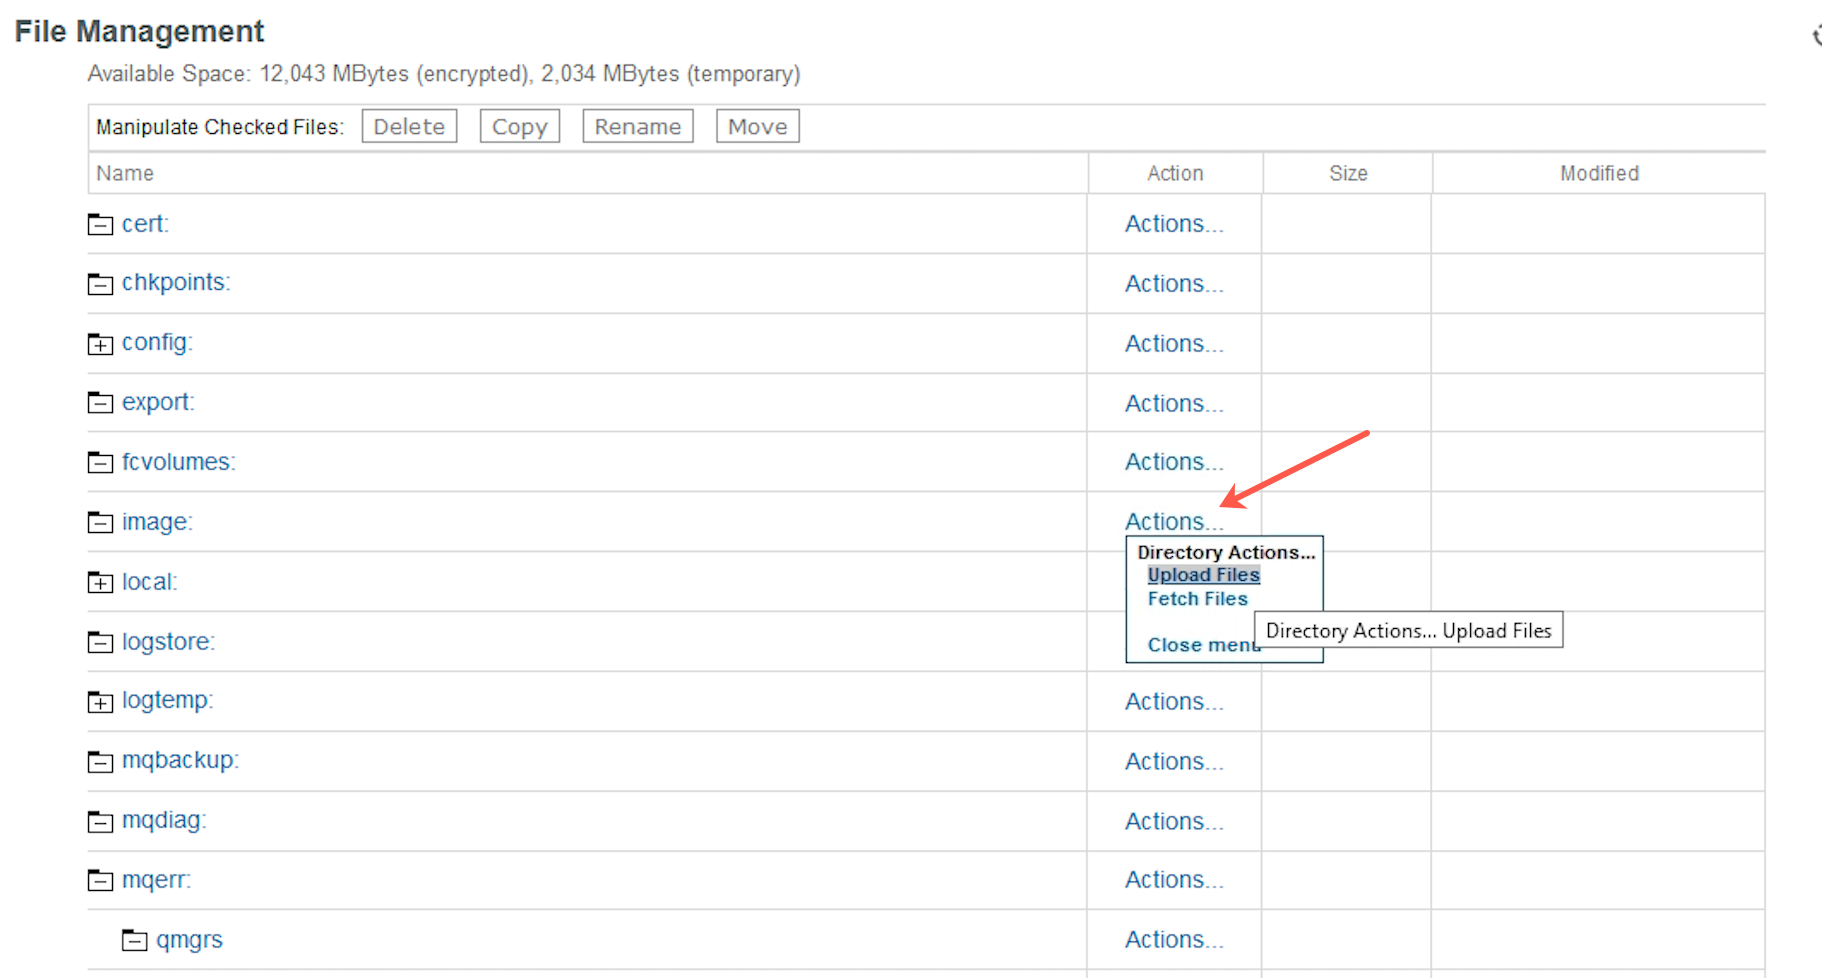 File Management
Available Space: 12,043 MBytes (encrypted), 2,034 MBytes (temporary)
Manipulate Checked Files: Delete Copy Rename Move
Name Action Size Modified
cert: Actions...
chkpoints: Actions...
config: Actions...
export: Actions...
fcvolumes: Actions...
image: Actions...
Directory Actions...
Upload Files
local:
Fetch Files
Directory Actions... Upload Files
logstore:
Close menu
logtemp: Actions...
mqbackup: Actions...
mqdiag: Actions...
mqerr: Actions...
qmgrs Actions...